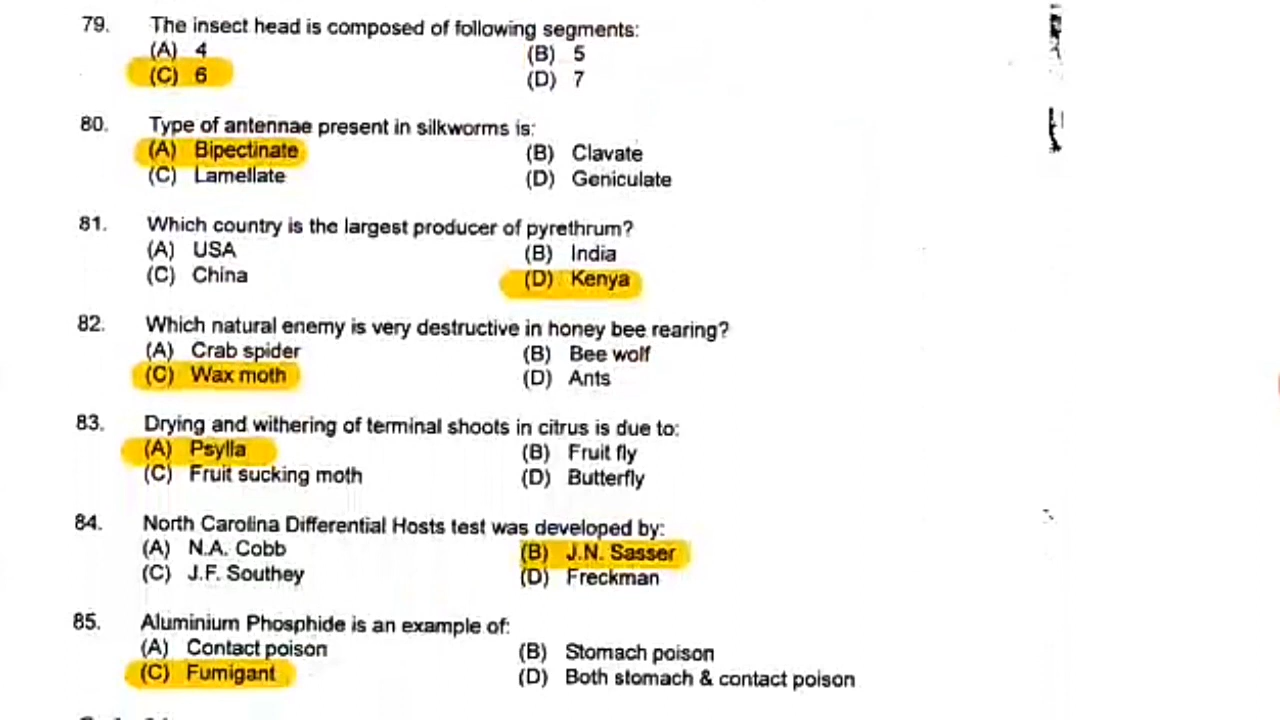 79. The insect head is composed of following segments:
(A) 4 (B) 5
(C) 6 (D) 7
80. Type of antennae present in silkworms is:
(A) Bipectinate (B) Clavate
(C) Lamellate (D) Geniculate
81. Which country is the largest producer of pyrethrum?
(A) USA (B) India
(C) China (D) Kenya
82. Which natural enemy is very destructive in honey bee rearing?
(A) Crab spider (B) Bee wolf
(C) Wax moth (D) Ants
83. Drying and withering of terminal shoots in citrus is due to:
(A) Psylla (B) Fruit fly
(C) Fruit sucking moth (D) Butterfly
84. North Carolina Differential Hosts test was developed by:
(A) N.A. Cobb (B) J.N. Sasser
(C) J.F. Southey (D) Freckman
85. Aluminium Phosphide is an example of:
(A) Contact poison (B) Stomach poison
(C) Fumigant (D) Both stomach & contact poison